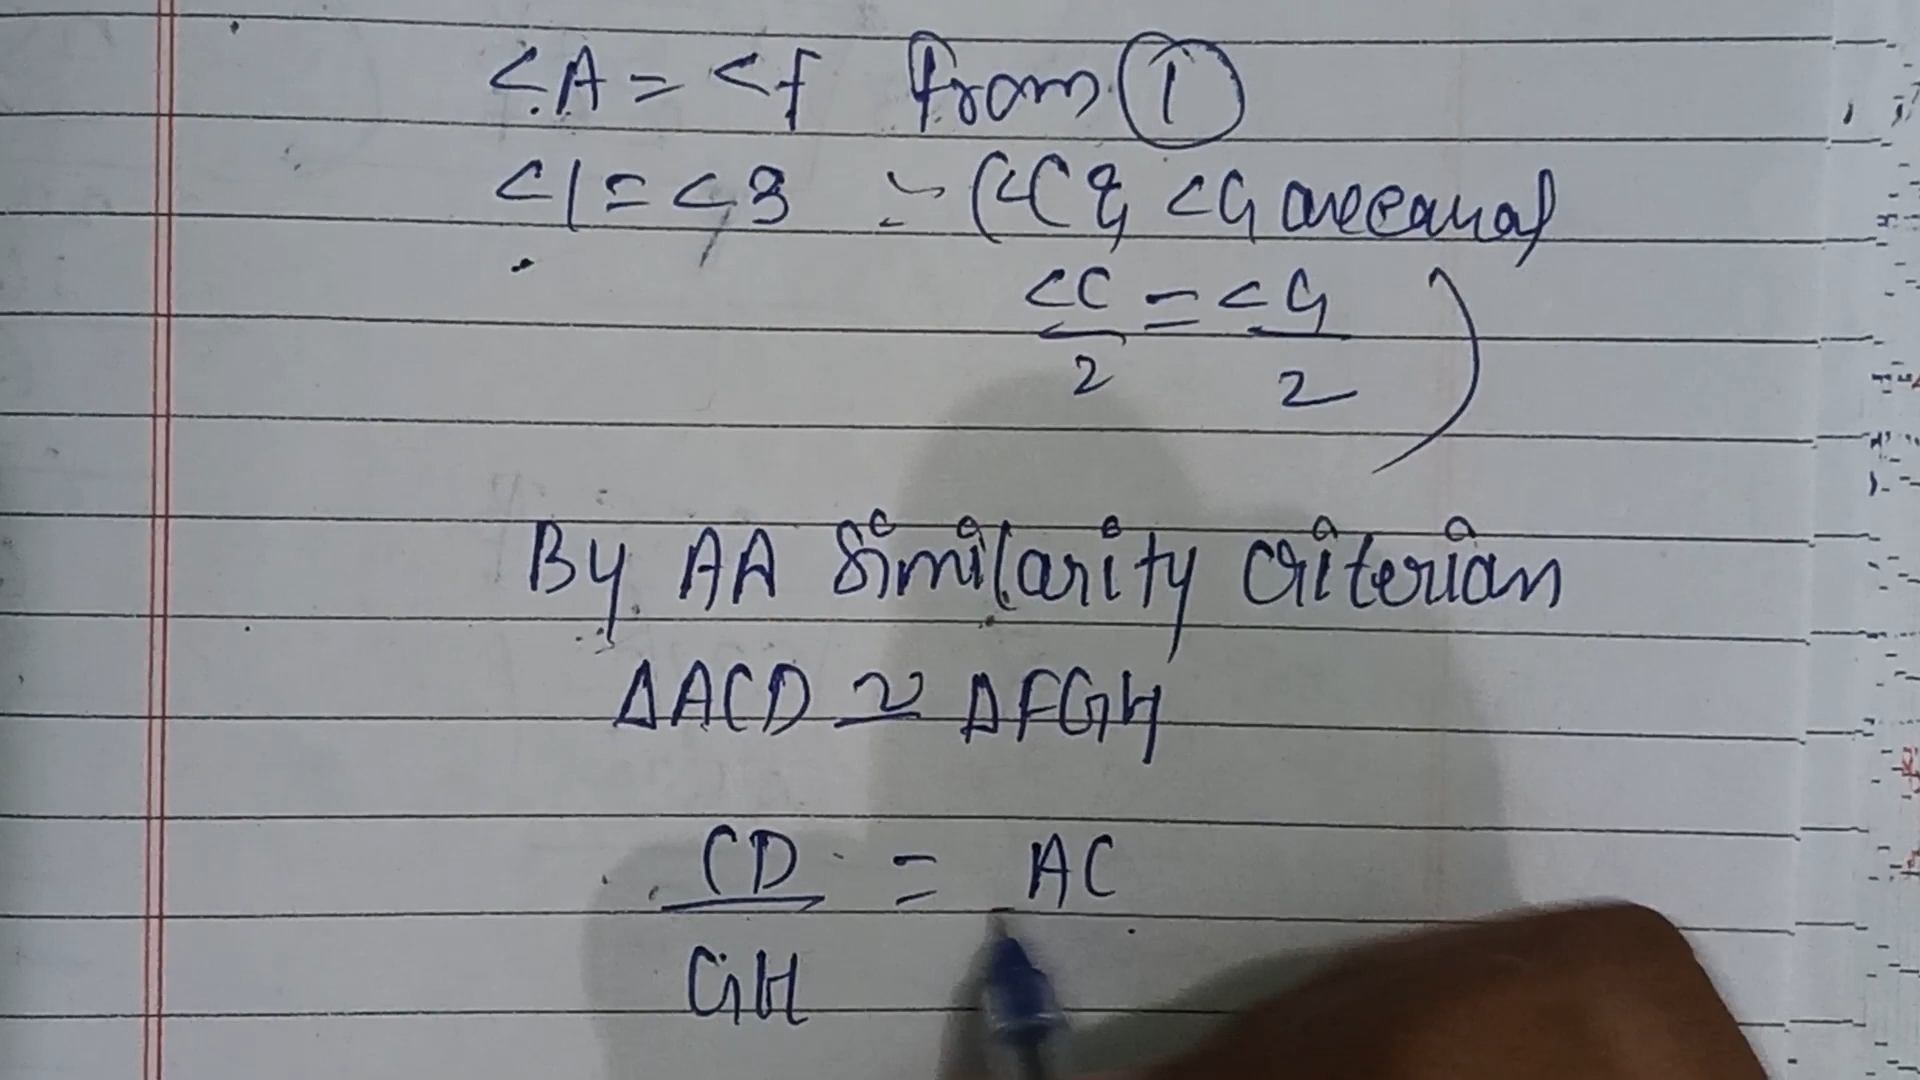 <A = <f from ①
<1 = <3 ∵ (<C & <G are equal
<C/2 = <G/2 )
By AA Similarity Criterian
ΔACD ~ ΔFGH
CD/GH = AC